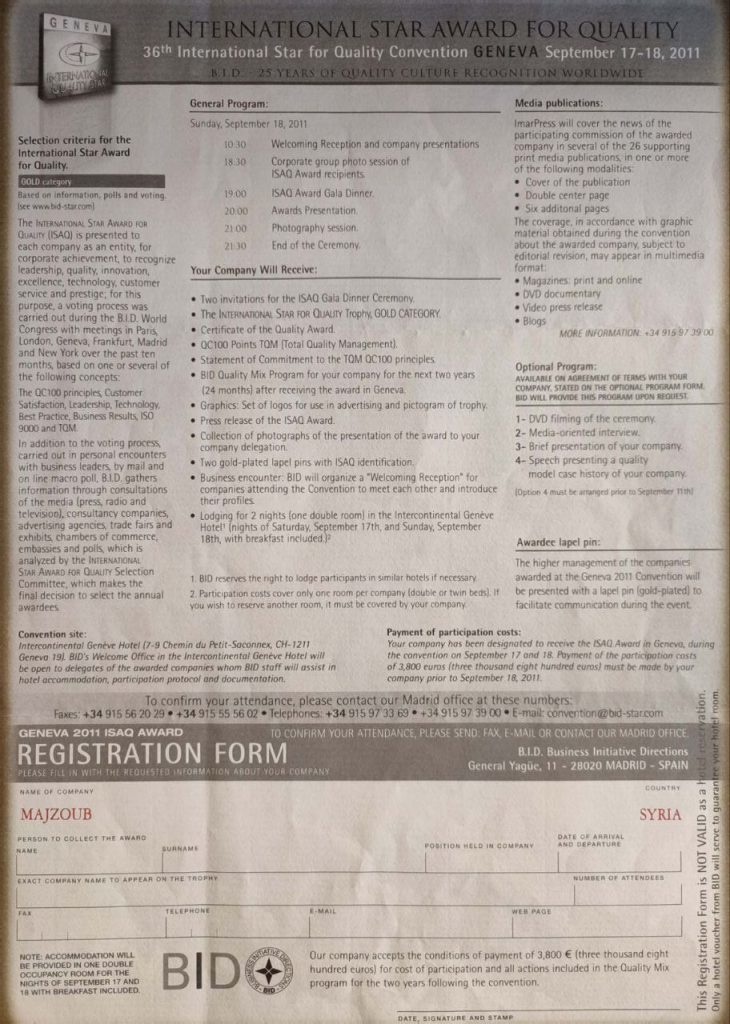 GENEVA
INTERNATIONAL
QUALITY STAR
INTERNATIONAL STAR AWARD FOR QUALITY
36th International Star for Quality Convention GENEVA September 17-18, 2011
B.I.D. - 25 YEARS OF QUALITY CULTURE RECOGNITION WORLDWIDE
Selection criteria for the
International Star Award
for Quality.
GOLD category
Based on information, polls and voting.
(see www.bid-star.com)
The INTERNATIONAL STAR AWARD FOR
QUALITY (ISAQ) is presented to
each company as an entity, for
corporate achievement, to recognize
leadership, quality, innovation,
excellence, technology, customer
service and prestige; for this
purpose, a voting process was
carried out during the B.I.D. World
Congress with meetings in Paris,
London, Geneva, Frankfurt, Madrid
and New York over the past ten
months, based on one or several of
the following concepts:
The QC100 principles, Customer
Satisfaction, Leadership, Technology,
Best Practice, Business Results, ISO
9000 and TQM.
In addition to the voting process,
carried out in personal encounters
with business leaders, by mail and
on line macro poll, B.I.D. gathers
information through consultations
of the media (press, radio and
television), consultancy companies,
advertising agencies, trade fairs and
exhibits, chambers of commerce,
embassies and polls, which is
analyzed by the INTERNATIONAL
STAR AWARD FOR QUALITY Selection
Committee, which makes the
final decision to select the annual
awardees.
General Program:
Sunday, September 18, 2011
10:30 Welcoming Reception and company presentations
18:30 Corporate group photo session of
ISAQ Award recipients.
19:00 ISAQ Award Gala Dinner.
20:00 Awards Presentation.
21:00 Photography session.
21:30 End of the Ceremony.
Your Company Will Receive:
• Two invitations for the ISAQ Gala Dinner Ceremony.
• The INTERNATIONAL STAR FOR QUALITY Trophy, GOLD CATEGORY.
• Certificate of the Quality Award.
• QC100 Points TQM (Total Quality Management).
• Statement of Commitment to the TQM QC100 principles.
• BID Quality Mix Program for your company for the next two years
(24 months) after receiving the award in Geneva.
• Graphics: Set of logos for use in advertising and pictogram of trophy.
• Press release of the ISAQ Award.
• Collection of photographs of the presentation of the award to your
company delegation.
• Two gold-plated lapel pins with ISAQ identification.
• Business encounter: BID will organize a "Welcoming Reception" for
companies attending the Convention to meet each other and introduce
their profiles.
• Lodging for 2 nights (one double room) in the Intercontinental Genève
Hotel¹ (nights of Saturday, September 17th, and Sunday, September
18th, with breakfast included.)²
1. BID reserves the right to lodge participants in similar hotels if necessary.
2. Participation costs cover only one room per company (double or twin beds). If
you wish to reserve another room, it must be covered by your company.
Media publications:
ImarPress will cover the news of the
participating commission of the awarded
company in several of the 26 supporting
print media publications, in one or more
of the following modalities:
• Cover of the publication
• Double center page
• Six additonal pages
The coverage, in accordance with graphic
material obtained during the convention
about the awarded company, subject to
editorial revision, may appear in multimedia
format:
• Magazines: print and online
• DVD documentary
• Video press release
• Blogs
MORE INFORMATION: +34 915 97 39 00
Optional Program:
AVAILABLE ON AGREEMENT OF TERMS WITH YOUR
COMPANY, STATED ON THE OPTIONAL PROGRAM FORM.
BID WILL PROVIDE THIS PROGRAM UPON REQUEST.
1- DVD filming of the ceremony.
2- Media-oriented interview.
3- Brief presentation of your company.
4- Speech presenting a quality
model case history of your company.
(Option 4 must be arranged prior to September 11th)
Awardee lapel pin:
The higher management of the companies
awarded at the Geneva 2011 Convention will
be presented with a lapel pin (gold-plated) to
facilitate communication during the event.
Convention site:
Intercontinental Genève Hotel (7-9 Chemin du Petit-Saconnex, CH-1211
Geneva 19). BID's Welcome Office in the Intercontinental Genève Hotel will
be open to delegates of the awarded companies whom BID staff will assist in
hotel accommodation, participation protocol and documentation.
Payment of participation costs:
Your company has been designated to receive the ISAQ Award in Geneva, during
the convention on September 17 and 18. Payment of the participation costs
of 3,800 euros (three thousand eight hundred euros) must be made by your
company prior to September 18, 2011.
To confirm your attendance, please contact our Madrid office at these numbers:
Faxes: +34 915 56 20 29 • +34 915 55 56 02 • Telephones: +34 915 97 33 69 • +34 915 97 39 00 • E-mail: convention@bid-star.com
GENEVA 2011 ISAQ AWARD
REGISTRATION FORM
PLEASE FILL IN WITH THE REQUESTED INFORMATION ABOUT YOUR COMPANY
TO CONFIRM YOUR ATTENDANCE, PLEASE SEND: FAX, E-MAIL OR CONTACT OUR MADRID OFFICE.
B.I.D. Business Initiative Directions
General Yagüe, 11 - 28020 MADRID - SPAIN
NAME OF COMPANY
COUNTRY
MAJZOUB
SYRIA
PERSON TO COLLECT THE AWARD
NAME
SURNAME
POSITION HELD IN COMPANY
DATE OF ARRIVAL
AND DEPARTURE
EXACT COMPANY NAME TO APPEAR ON THE TROPHY
NUMBER OF ATTENDEES
FAX
TELEPHONE
E-MAIL
WEB PAGE
NOTE: ACCOMMODATION WILL
BE PROVIDED IN ONE DOUBLE
OCCUPANCY ROOM FOR THE
NIGHTS OF SEPTEMBER 17 AND
18 WITH BREAKFAST INCLUDED.
BID
BUSINESS INITIATIVE DIRECTIONS
- BID -
Our company accepts the conditions of payment of 3,800 € (three thousand eight
hundred euros) for cost of participation and all actions included in the Quality Mix
program for the two years following the convention.
DATE, SIGNATURE AND STAMP
This Registration Form is NOT VALID as a hotel reservation.
Only a hotel voucher from BID will serve to guarantee your hotel room.